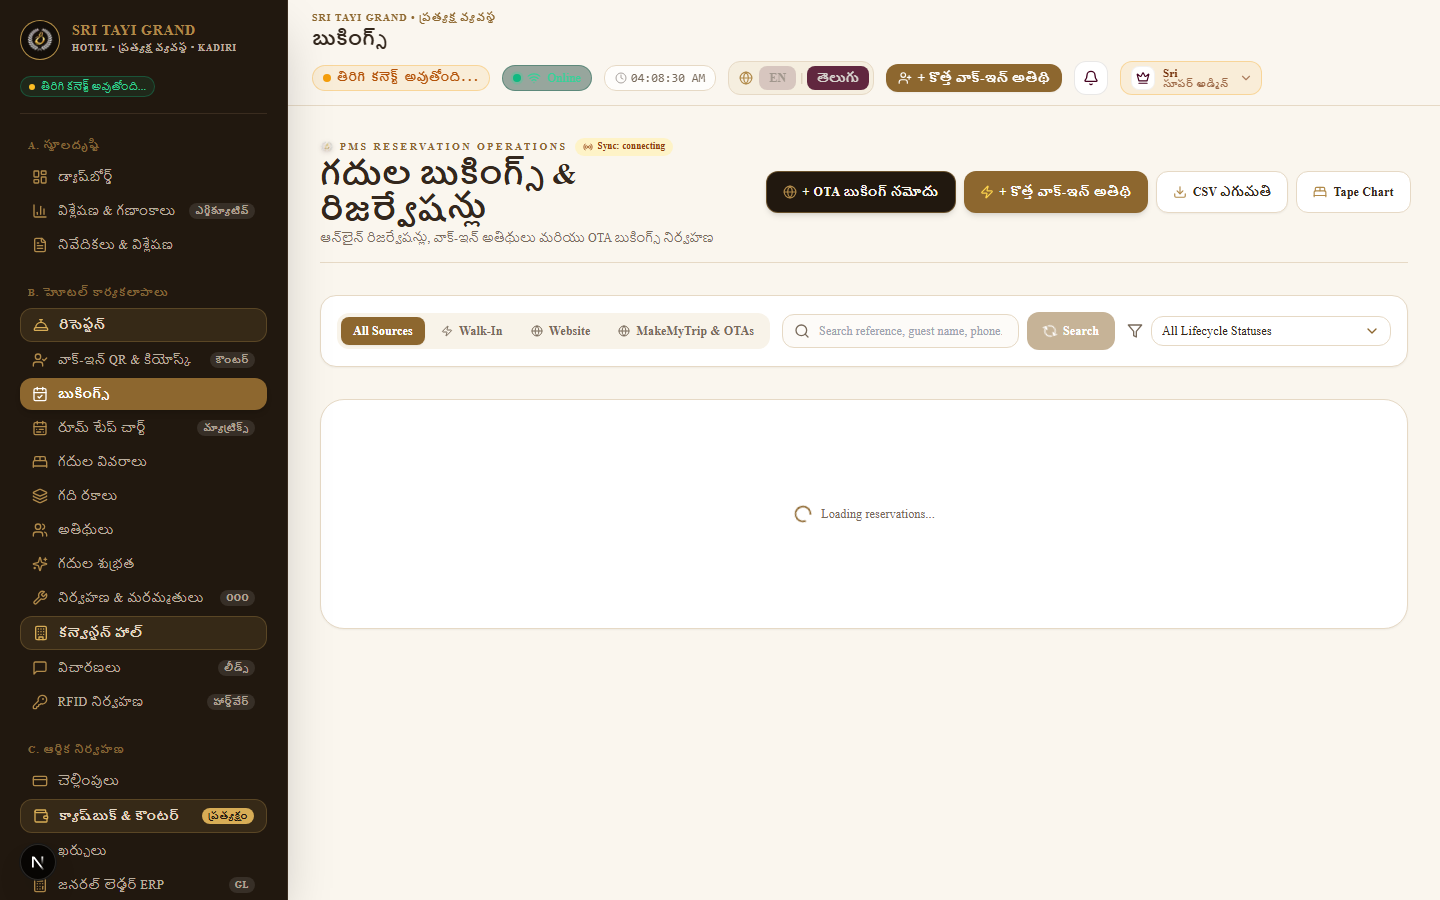 SRI TAYI GRAND
HOTEL • ప్రత్యక్ష వ్యవస్థ • KADIRI
తిరిగి కనెక్ట్ అవుతోంది...
A. స్థూలదృష్టి
డ్యాష్‌బోర్డ్
విశ్లేషణ & గణాంకాలు ఎగ్జిక్యూటివ్
నివేదికలు & విశ్లేషణ
B. హోటల్ కార్యకలాపాలు
రిసెప్షన్
వాక్-ఇన్ QR & కియోస్క్ కౌంటర్
బుకింగ్స్
రూమ్ టేప్ చార్ట్ మ్యాట్రిక్స్
గదుల వివరాలు
గది రకాలు
అతిథులు
గదుల శుభ్రత
నిర్వహణ & మరమ్మతులు OOO
కన్వెన్షన్ హాల్
విచారణలు లీడ్స్
RFID నిర్వహణ హార్డ్‌వేర్
C. ఆర్థిక నిర్వహణ
చెల్లింపులు
క్యాష్‌బుక్ & కౌంటర్ ప్రత్యక్షం
ఖర్చులు
జనరల్ లెడ్జర్ ERP GL
SRI TAYI GRAND • ప్రత్యక్ష వ్యవస్థ
బుకింగ్స్
తిరిగి కనెక్ట్ అవుతోంది...
04:08:30 AM
EN | తెలుగు
+ కొత్త వాక్-ఇన్ అతిథి
Sri
సూపర్ అడ్మిన్
PMS RESERVATION OPERATIONS Sync: connecting
గదుల బుకింగ్స్ &
రిజర్వేషన్లు
ఆన్‌లైన్ రిజర్వేషన్లు, వాక్-ఇన్ అతిథులు మరియు OTA బుకింగ్స్ నిర్వహణ
+ OTA బుకింగ్ నమోదు
+ కొత్త వాక్-ఇన్ అతిథి
CSV ఎగుమతి
Tape Chart
All Sources Walk-In Website MakeMyTrip & OTAs
Search reference, guest name, phone.
Search
All Lifecycle Statuses
Loading reservations...